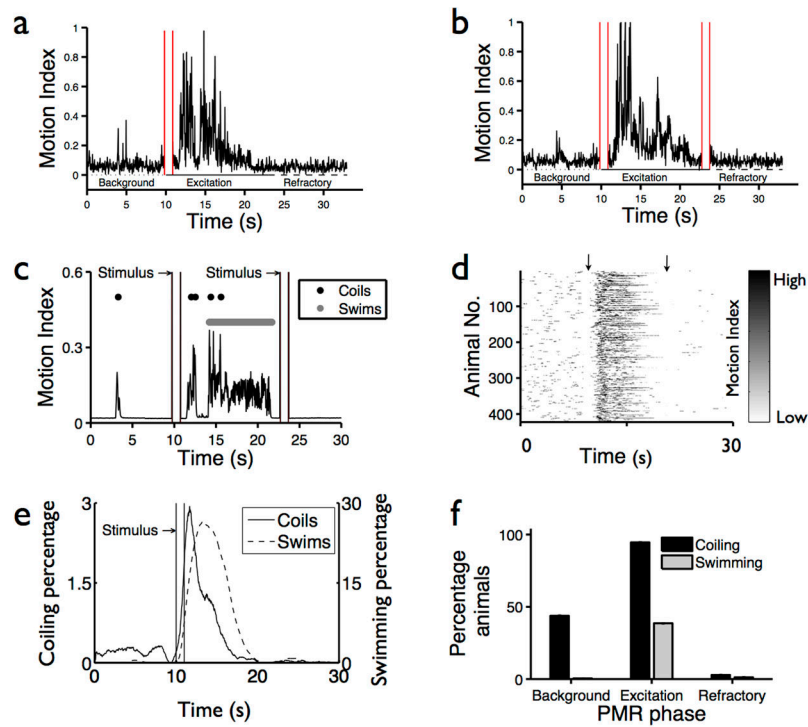 a
Motion Index
1
0.8
0.6
0.4
0.2
0
Background
Excitation
Refractory
0 5 10 15 20 25 30
Time (s)
b
Motion Index
1
0.8
0.6
0.4
0.2
0
Background
Excitation
Refractory
0 5 10 15 20 25 30
Time (s)
c
Motion Index
0.6
0.3
0
Stimulus
Stimulus
Coils
Swims
0 5 10 15 20 25 30
Time (s)
d
Animal No.
100
200
300
400
0 30
Time (s)
Motion Index
High
Low
e
Coiling percentage
3
1.5
0
Stimulus
Coils
Swims
30
15
0
Swimming percentage
0 5 10 15 20 25 30
Time (s)
f
Percentage
animals
100
50
0
Coiling
Swimming
Background Excitation Refractory
PMR phase